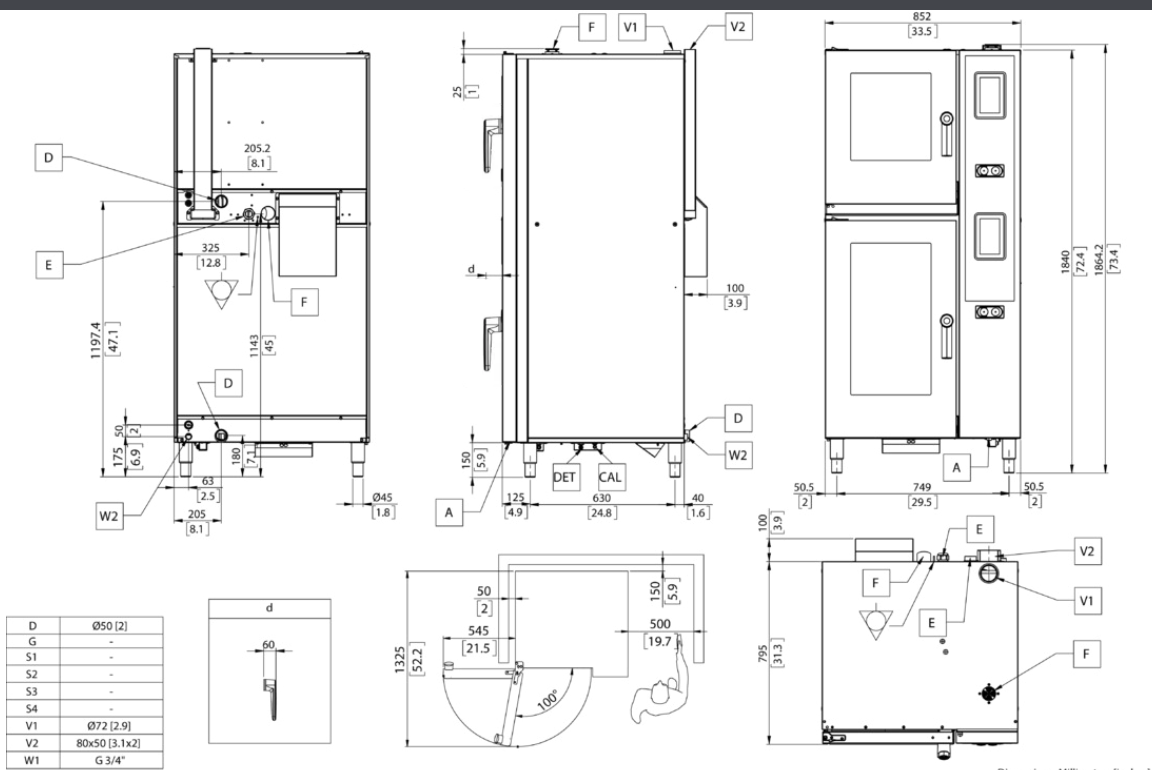 F
V1
V2
852
[33.5]
25
[1]
D
205.2
[8.1]
E
325
[12.8]
F
d
100
[3.9]
1840
[72.4]
1864.2
[73.4]
1197.4
[47.1]
1143
[45]
D
50
[2]
175
[6.9]
180
7.1
63
[2.5]
205
[8.1]
W2
Ø45
[1.8]
150
[5.9]
A
DET
CAL
125
[4.9]
630
[24.8]
40
[1.6]
D
W2
A
50.5
[2]
749
[29.5]
50.5
[2]
100
[3.9]
E
V2
F
V1
E
F
795
[31.3]
50
[2]
150
[5.9]
545
[21.5]
500
[19.7]
1325
[52.2]
100°
d
60
D Ø50 [2]
G -
S1 -
S2 -
S3 -
S4 -
V1 Ø72 [2.9]
V2 80x50 [3.1x2]
W1 G 3/4"